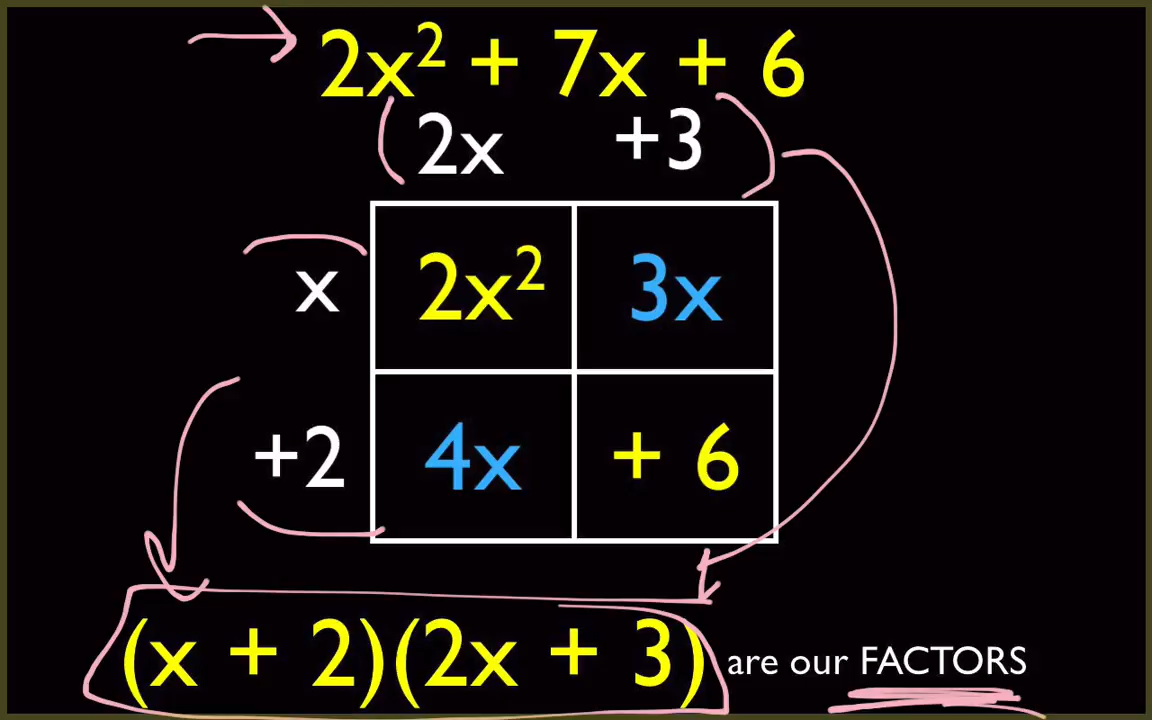 2x² + 7x + 6
2x +3
x 2x² 3x
+2 4x + 6
(x + 2)(2x + 3) are our FACTORS